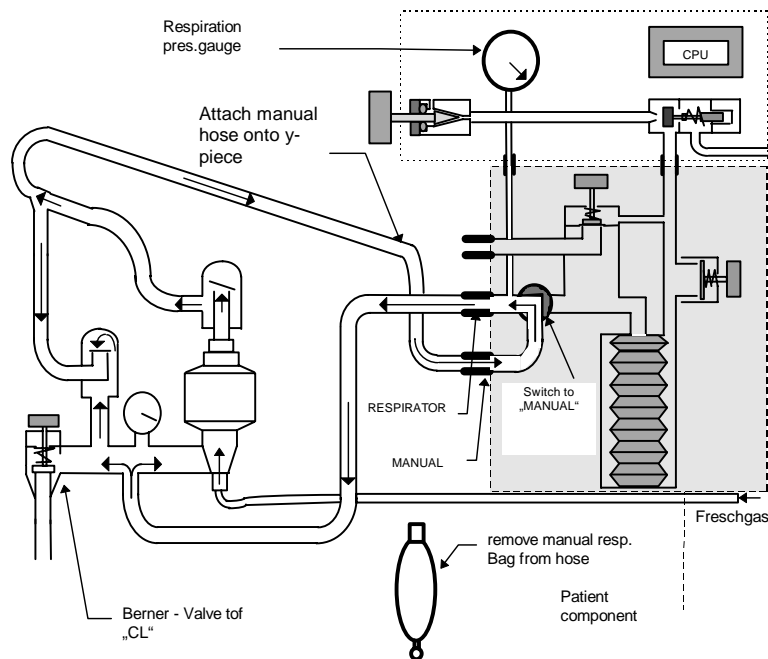 Respiration
pres.gauge
CPU
Attach manual
hose onto y-
piece
Switch to
„MANUAL“
RESPIRATOR
MANUAL
Freschgas
remove manual resp.
Bag from hose
Patient
component
Berner - Valve tof
„CL“